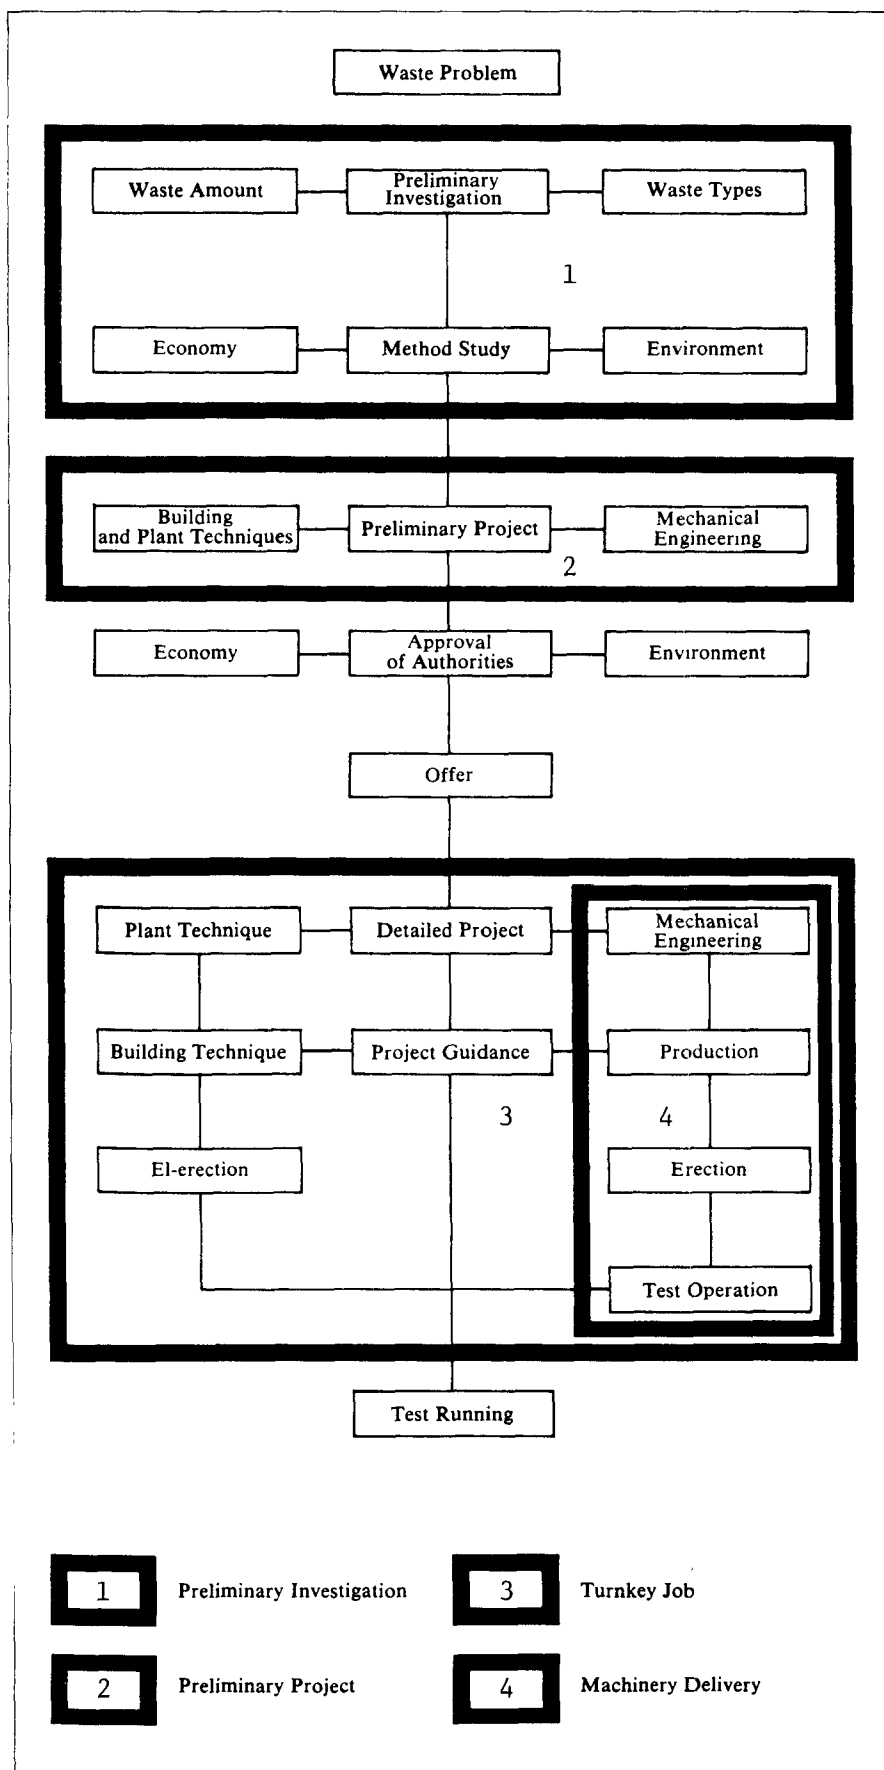 Waste Problem
Waste Amount
Preliminary
Investigation
Waste Types
1
Economy
Method Study
Environment
Building
and Plant Techniques
Preliminary Project
Mechanical
Engineering
2
Economy
Approval
of Authorities
Environment
Offer
Plant Technique
Detailed Project
Mechanical
Engineering
Building Technique
Project Guidance
Production
3
4
El-erection
Erection
Test Operation
Test Running
1 Preliminary Investigation
3 Turnkey Job
2 Preliminary Project
4 Machinery Delivery